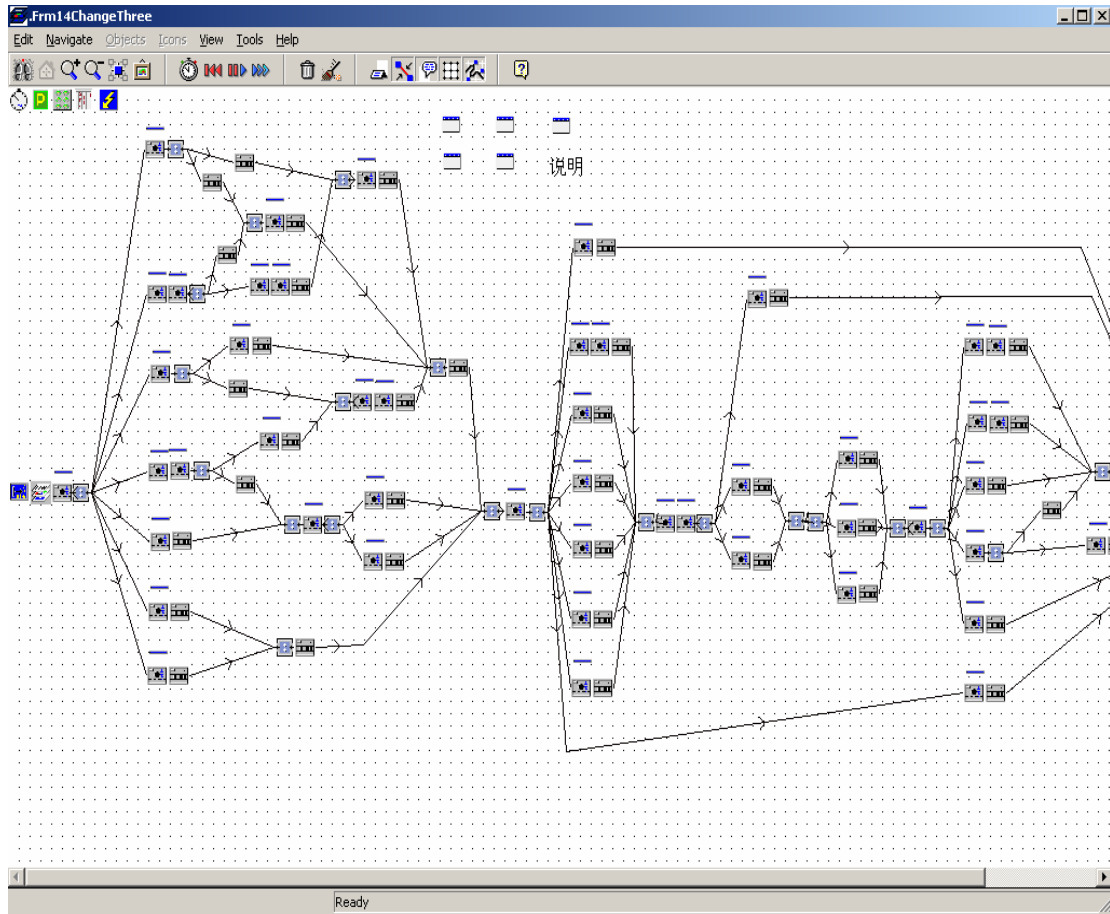 .Frm14ChangeThree
Edit Navigate Objects Icons View Tools Help
P
说明
Ready